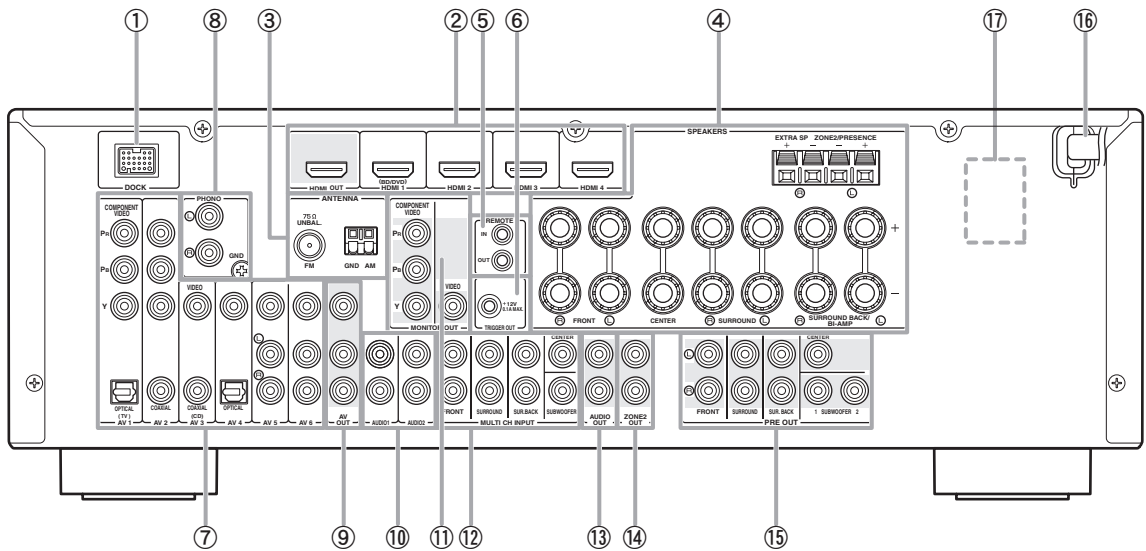 ① ⑧ ③ ② ⑤ ⑥ ④ ⑰ ⑯
SPEAKERS
EXTRA SP ZONE2/PRESENCE
+ − − +
R L
DOCK
HDMI OUT
(BD/DVD)
HDMI 1
HDMI 2
HDMI 3
HDMI 4
COMPONENT
VIDEO
PR
PB
Y
PHONO
L
R
GND
ANTENNA
75Ω
UNBAL.
FM
GND AM
COMPONENT
VIDEO
PR
PB
Y
VIDEO
MONITOR OUT
REMOTE
IN
OUT
+12V
0.1A MAX.
TRIGGER OUT
+
−
R FRONT L
CENTER
R SURROUND L
R SURROUND BACK/ L
BI-AMP
VIDEO
L
R
OPTICAL
(TV)
AV 1
COAXIAL
AV 2
COAXIAL
(CD)
AV 3
OPTICAL
AV 4
AV 5
AV 6
AV
OUT
AUDIO1
AUDIO2
CENTER
FRONT
SURROUND
SUR.BACK
SUBWOOFER
MULTI CH INPUT
AUDIO
OUT
ZONE2
OUT
L
R
CENTER
FRONT
SURROUND
SUR.BACK
1 SUBWOOFER 2
PRE OUT
⑦ ⑨ ⑩ ⑪ ⑫ ⑬ ⑭ ⑮